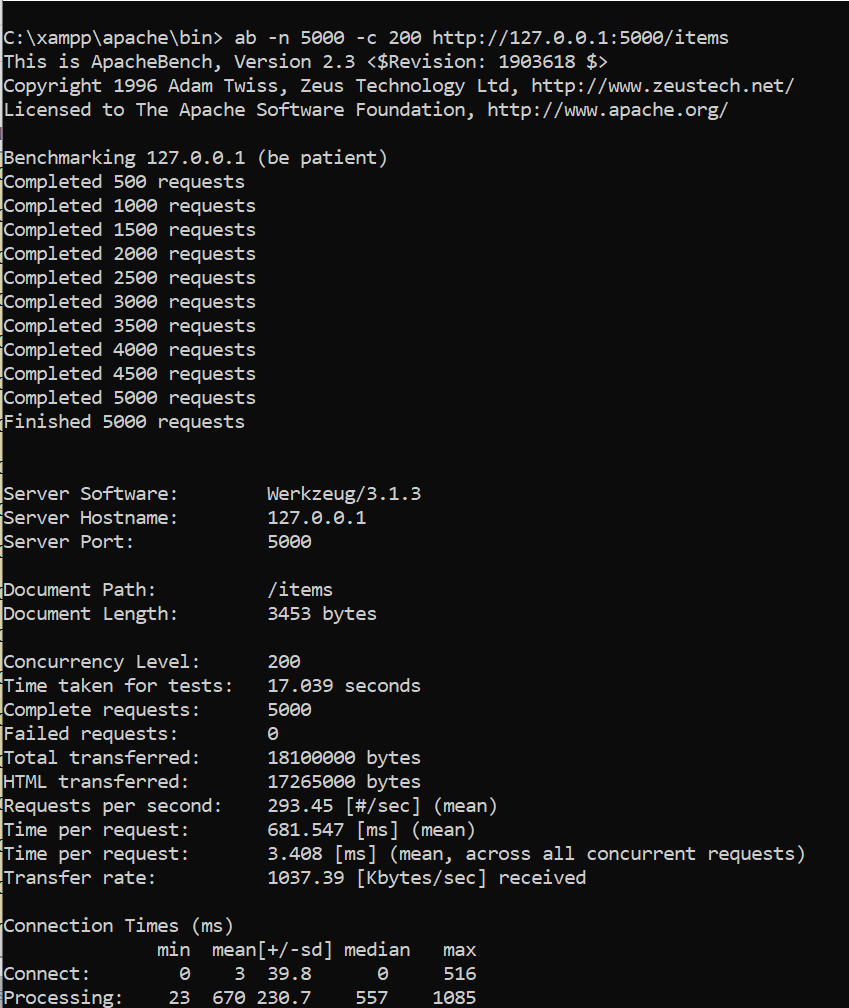 C:\xampp\apache\bin> ab -n 5000 -c 200 http://127.0.0.1:5000/items
This is ApacheBench, Version 2.3 <$Revision: 1903618 $>
Copyright 1996 Adam Twiss, Zeus Technology Ltd, http://www.zeustech.net/
Licensed to The Apache Software Foundation, http://www.apache.org/
Benchmarking 127.0.0.1 (be patient)
Completed 500 requests
Completed 1000 requests
Completed 1500 requests
Completed 2000 requests
Completed 2500 requests
Completed 3000 requests
Completed 3500 requests
Completed 4000 requests
Completed 4500 requests
Completed 5000 requests
Finished 5000 requests
Server Software: Werkzeug/3.1.3
Server Hostname: 127.0.0.1
Server Port: 5000
Document Path: /items
Document Length: 3453 bytes
Concurrency Level: 200
Time taken for tests: 17.039 seconds
Complete requests: 5000
Failed requests: 0
Total transferred: 18100000 bytes
HTML transferred: 17265000 bytes
Requests per second: 293.45 [#/sec] (mean)
Time per request: 681.547 [ms] (mean)
Time per request: 3.408 [ms] (mean, across all concurrent requests)
Transfer rate: 1037.39 [Kbytes/sec] received
Connection Times (ms)
min mean[+/-sd] median max
Connect: 0 3 39.8 0 516
Processing: 23 670 230.7 557 1085